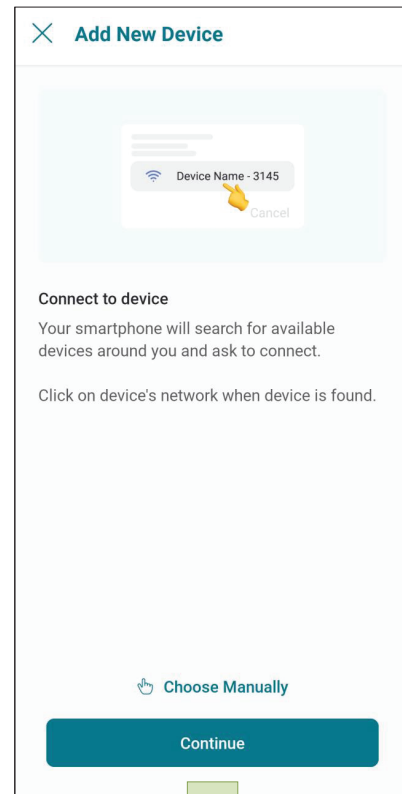 Add New Device
Device Name - 3145
Cancel
Connect to device
Your smartphone will search for available
devices around you and ask to connect.
Click on device's network when device is found.
Choose Manually
Continue